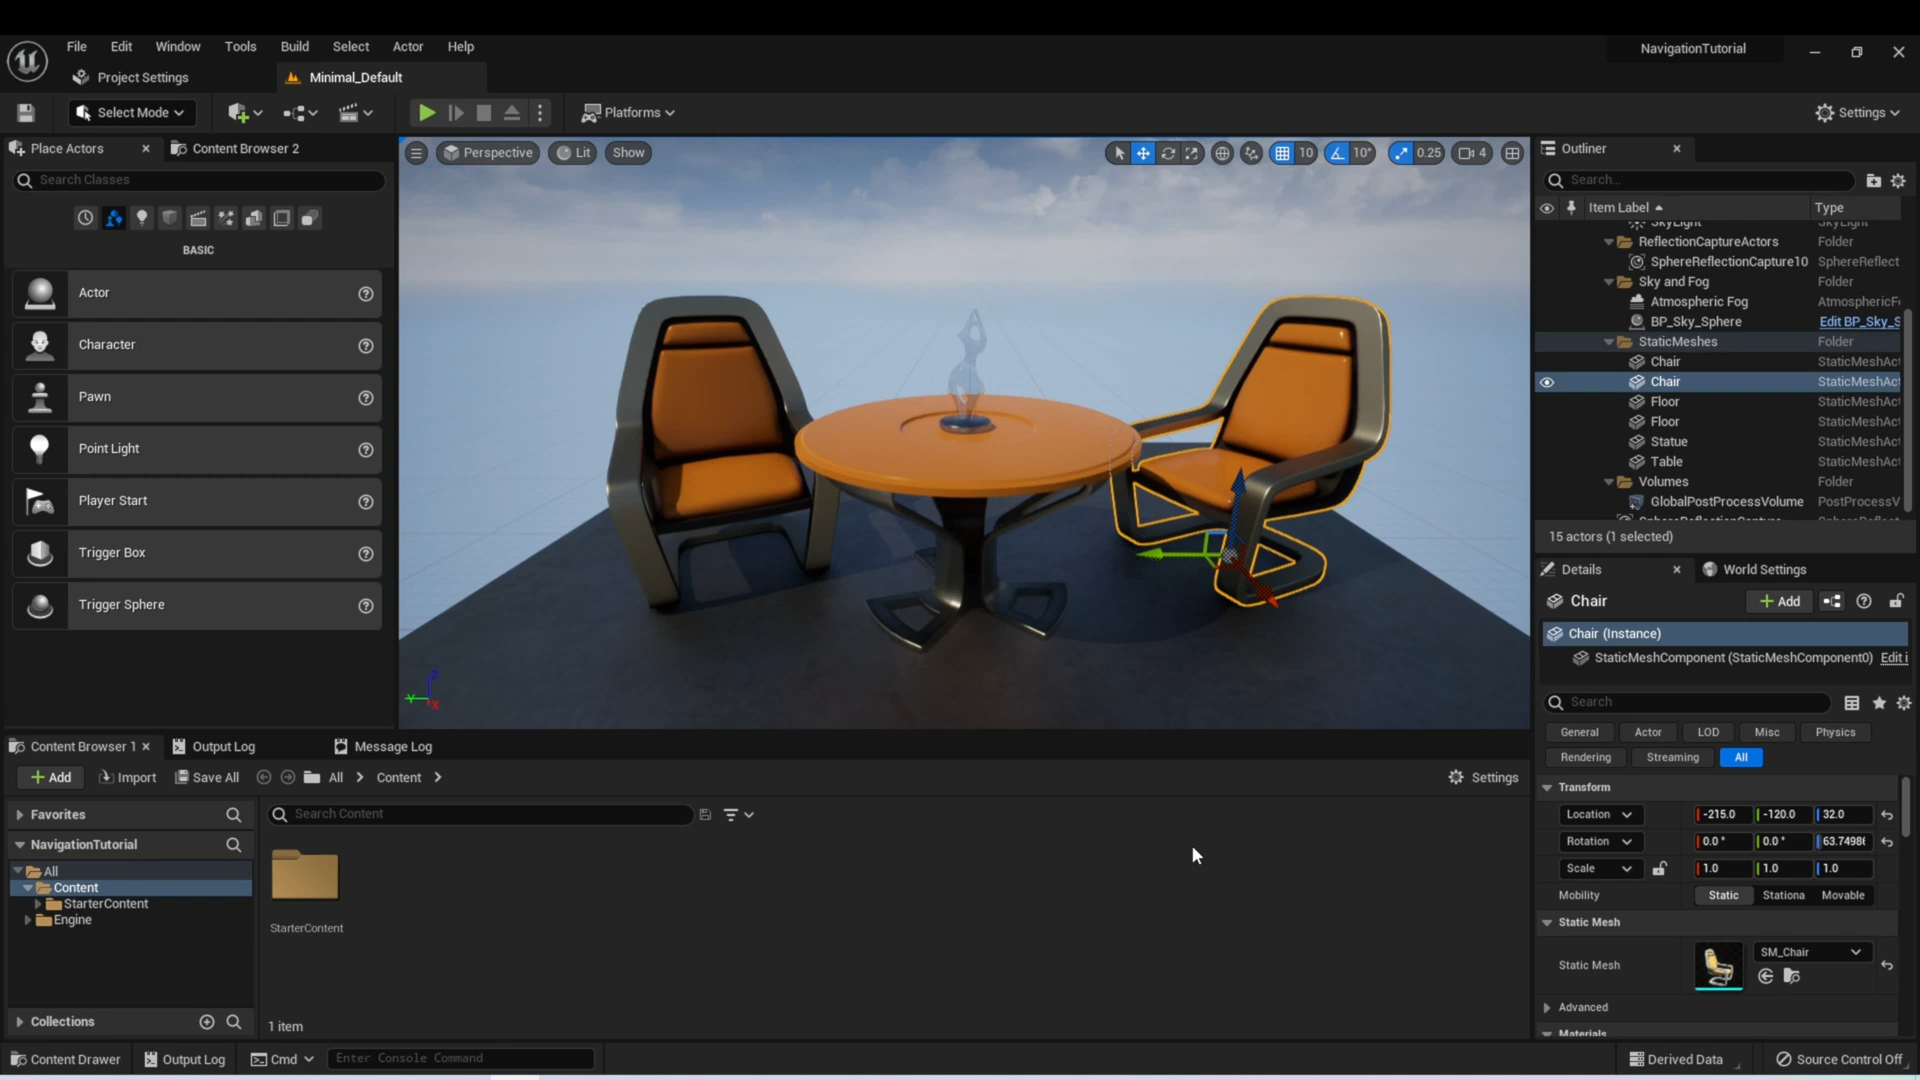 File Edit Window Tools Build Select Actor Help
NavigationTutorial
Project Settings
Minimal_Default
Select Mode
Platforms
Settings
Place Actors
Content Browser 2
Search Classes
BASIC
Actor
Character
Pawn
Point Light
Player Start
Trigger Box
Trigger Sphere
Perspective
Lit
Show
10
10°
0.25
4
Z
Y
X
Outliner
Search...
Item Label
Type
SkyLight SkyLight
ReflectionCaptureActors Folder
SphereReflectionCapture10 SphereReflect
Sky and Fog Folder
Atmospheric Fog AtmosphericF
BP_Sky_Sphere Edit BP_Sky_S
StaticMeshes Folder
Chair StaticMeshAct
Chair StaticMeshAct
Floor StaticMeshAct
Floor StaticMeshAct
Statue StaticMeshAct
Table StaticMeshAct
Volumes Folder
GlobalPostProcessVolume PostProcessV
SphereReflectionCapture
15 actors (1 selected)
Details
World Settings
Chair
+ Add
Chair (Instance)
StaticMeshComponent (StaticMeshComponent0) Edit i
Search
General Actor LOD Misc Physics
Rendering Streaming All
Transform
Location -215.0 -120.0 32.0
Rotation 0.0 ° 0.0 °
Scale 1.0 1.0 1.0
Mobility Static Stationa Movable
Static Mesh
Static Mesh SM_Chair
Advanced
Materials
Content Browser 1
Output Log
Message Log
+ Add
Import
Save All
All
Content
Settings
Favorites
NavigationTutorial
All
Content
StarterContent
Engine
Collections
Search Content
StarterContent
1 item
Content Drawer
Output Log
Cmd
Enter Console Command
Derived Data
Source Control Off